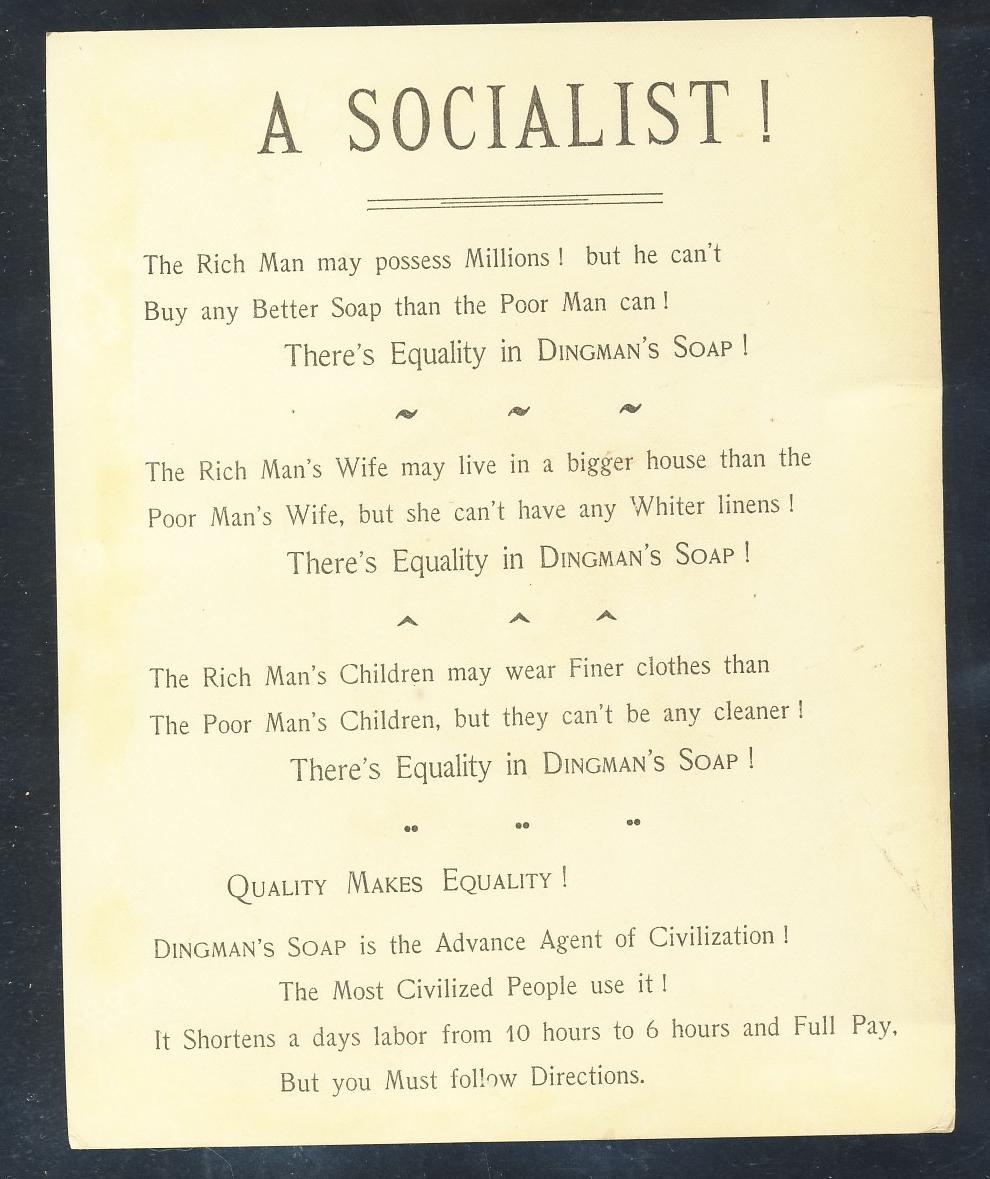 A SOCIALIST !
The Rich Man may possess Millions ! but he can't
Buy any Better Soap than the Poor Man can !
There's Equality in DINGMAN'S SOAP !
~ ~ ~
The Rich Man's Wife may live in a bigger house than the
Poor Man's Wife, but she can't have any Whiter linens !
There's Equality in DINGMAN'S SOAP !
^ ^ ^
The Rich Man's Children may wear Finer clothes than
The Poor Man's Children, but they can't be any cleaner !
There's Equality in DINGMAN'S SOAP !
QUALITY MAKES EQUALITY !
DINGMAN'S SOAP is the Advance Agent of Civilization !
The Most Civilized People use it !
It Shortens a days labor from 10 hours to 6 hours and Full Pay,
But you Must follow Directions.